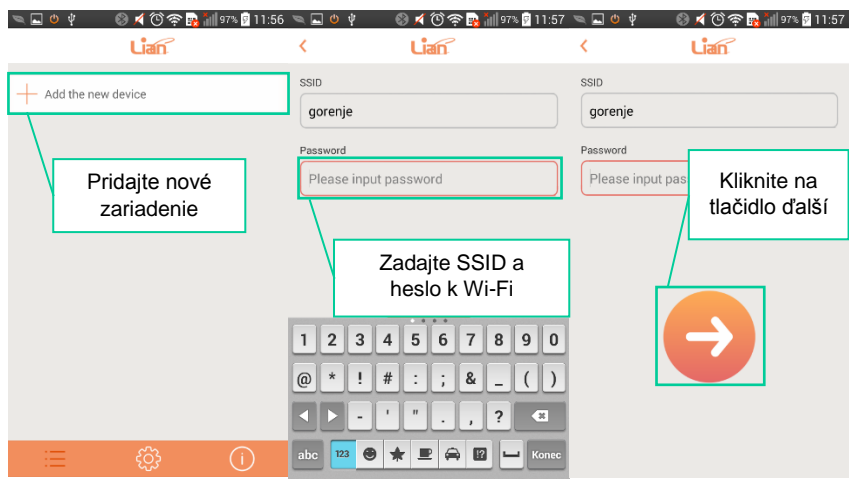 97% 11:56
Lian
Add the new device
Pridajte nové
zariadenie
97% 11:57
Lian
SSID
gorenje
Password
Please input password
Zadajte SSID a
heslo k Wi-Fi
1 2 3 4 5 6 7 8 9 0
@ * ! # : ; & _ ( )
- ' " . , ?
abc 123 !? Konec
97% 11:57
Lian
SSID
gorenje
Password
Please input pas
Kliknite na
tlačidlo ďalší